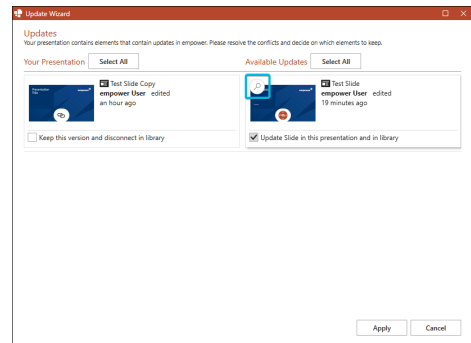 Update Wizard
Updates
Your presentation contains elements that contain updates in empower. Please resolve the conflicts and decide on which elements to keep.
Your Presentation Select All Available Updates Select All
Test Slide Copy
empower User edited
an hour ago
Keep this version and disconnect in library
Test Slide
empower User edited
19 minutes ago
Update Slide in this presentation and in library
Apply Cancel